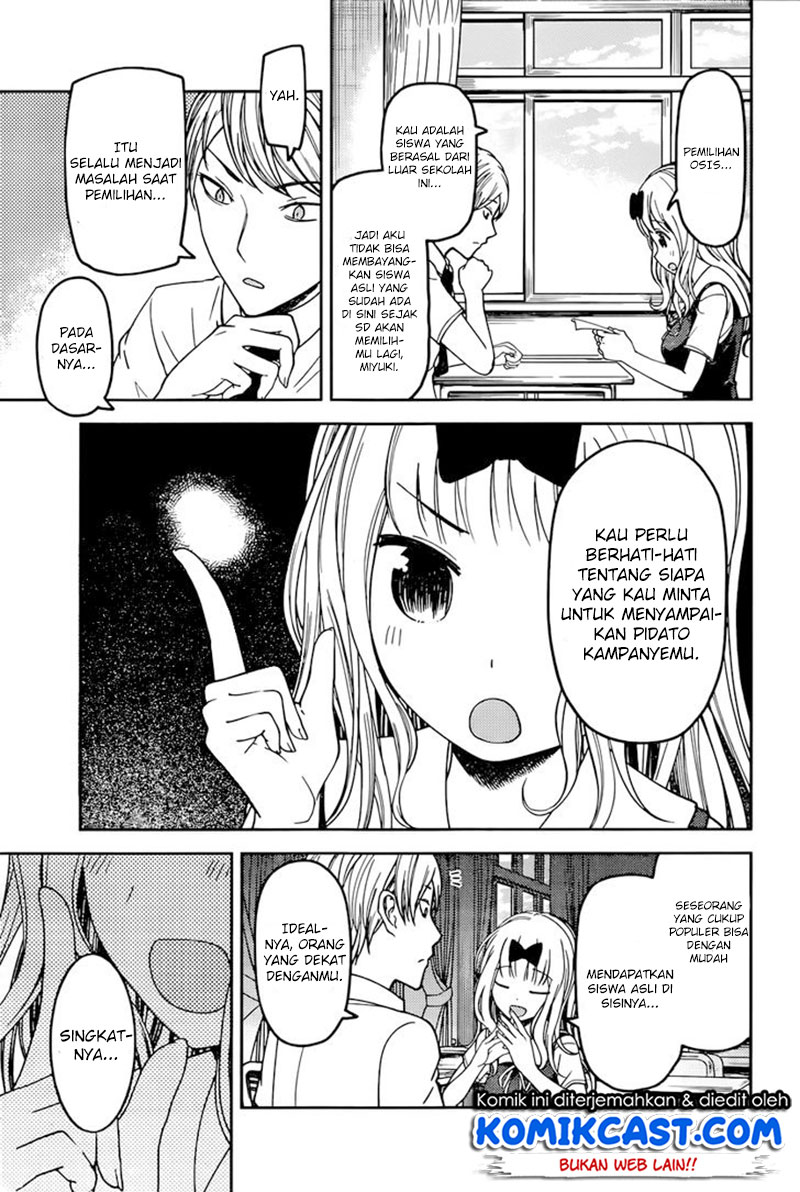 PEMILIHAN
OSIS...
KAU ADALAH
SISWA YANG
BERASAL DARI
LUAR SEKOLAH
INI...
JADI AKU
TIDAK BISA
MEMBAYANG-
KAN SISWA
ASLI YANG
SUDAH ADA
DI SINI SEJAK
SD AKAN
MEMILIH-
MU LAGI,
MIYUKI.
YAH.
ITU
SELALU MENJADI
MASALAH SAAT
PEMILIHAN...
PADA
DASAR-
NYA...
KAU PERLU
BERHATI-HATI
TENTANG SIAPA
YANG KAU MINTA
UNTUK MENYAMPAI-
KAN PIDATO
KAMPANYEMU.
SESEORANG
YANG CUKUP
POPULER BISA
DENGAN
MUDAH
MENDAPATKAN
SISWA ASLI DI
SISINYA...
IDEAL-
NYA, ORANG
YANG DEKAT
DENGANMU.
SINGKAT-
NYA...
Komik ini diterjemahkan & diedit oleh
KOMIKCAST.COM
BUKAN WEB LAIN!!